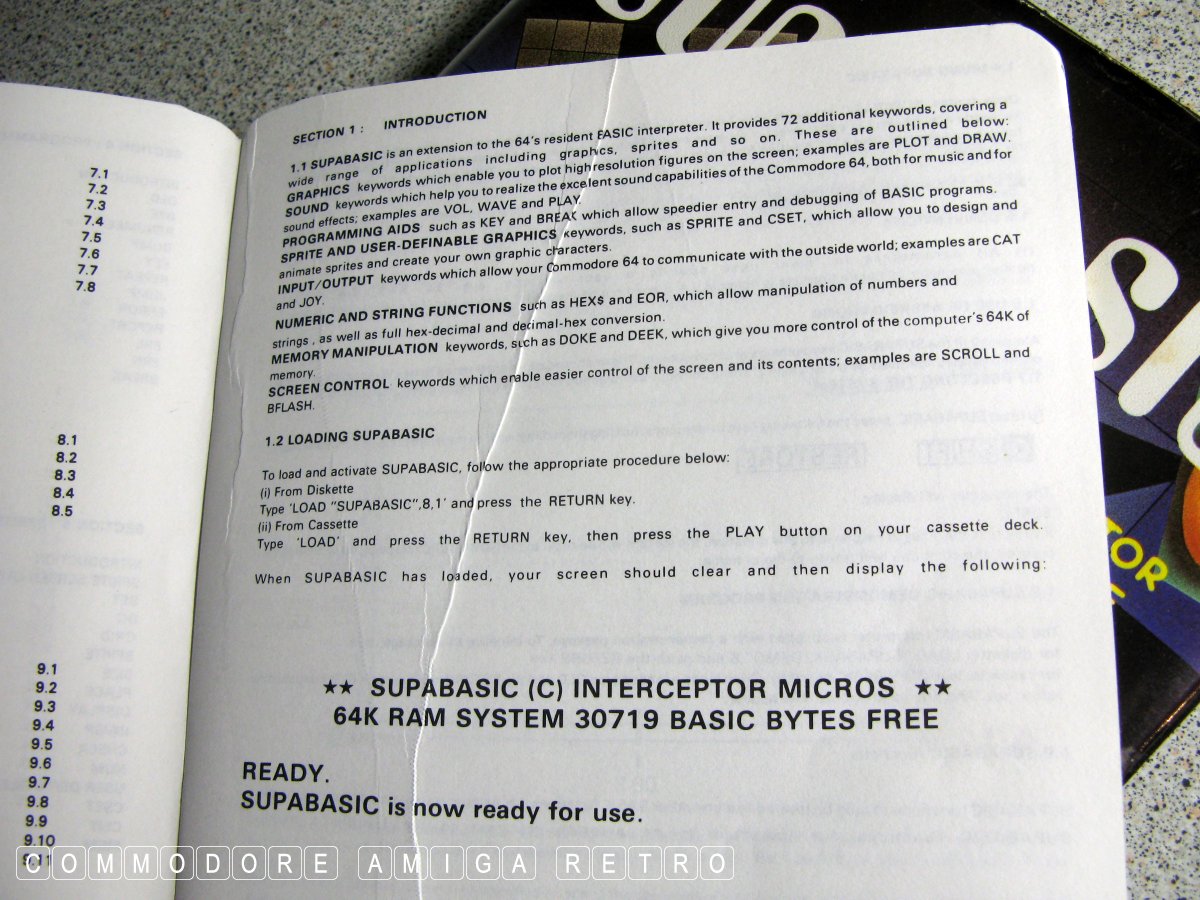 7.1
7.2
7.3
7.4
7.5
7.6
7.7
7.8
8.1
8.2
8.3
8.4
8.5
9.1
9.2
9.3
9.4
9.5
9.6
9.7
9.8
9.9
9.10
9.11
SECTION 1 : INTRODUCTION
1.1 SUPABASIC is an extension to the 64's resident BASIC interpreter. It provides 72 additional keywords, covering a
wide range of applications including graphcs, sprites and so on. These are outlined below:
GRAPHICS keywords which enable you to plot high resolution figures on the screen; examples are PLOT and DRAW.
SOUND keywords which help you to realize the excelent sound capabilities of the Commodore 64, both for music and for
sound effects; examples are VOL, WAVE and PLAY.
PROGRAMMING AIDS such as KEY and BREAK which allow speedier entry and debugging of BASIC programs.
SPRITE AND USER-DEFINABLE GRAPHICS keywords, such as SPRITE and CSET, which allow you to design and
animate sprites and create your own graphic characters.
INPUT/OUTPUT keywords which allow your Commodore 64 to communicate with the outside world; examples are CAT
and JOY.
NUMERIC AND STRING FUNCTIONS such as HEX$ and EOR, which allow manipulation of numbers and
strings , as well as full hex-decimal and decimal-hex conversion.
MEMORY MANIPULATION keywords, such as DOKE and DEEK, which give you more control of the computer's 64K of
memory.
SCREEN CONTROL keywords which enable easier control of the screen and its contents; examples are SCROLL and
BFLASH.
1.2 LOADING SUPABASIC
To load and activate SUPABASIC, follow the appropriate procedure below:
(i) From Diskette
Type 'LOAD "SUPABASIC",8,1' and press the RETURN key.
(ii) From Cassette
Type 'LOAD' and press the RETURN key, then press the PLAY button on your cassette deck.
When SUPABASIC has loaded, your screen should clear and then display the following:
★★ SUPABASIC (C) INTERCEPTOR MICROS ★★
64K RAM SYSTEM 30719 BASIC BYTES FREE
READY.
SUPABASIC is now ready for use.
COMMODORE AMIGA RETRO